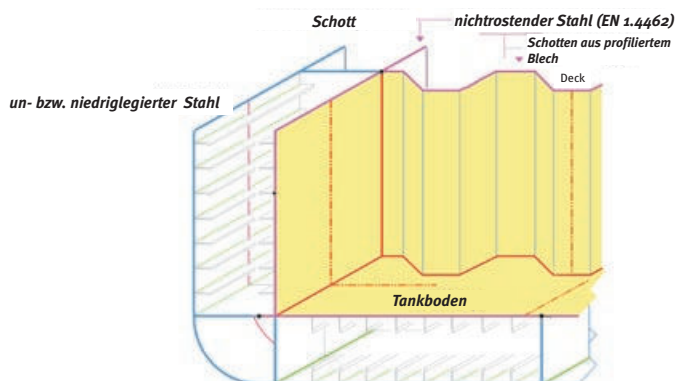 Schott
nichtrostender Stahl (EN 1.4462)
Schotten aus profiliertem
Blech
Deck
un- bzw. niedriglegierter Stahl
Tankboden